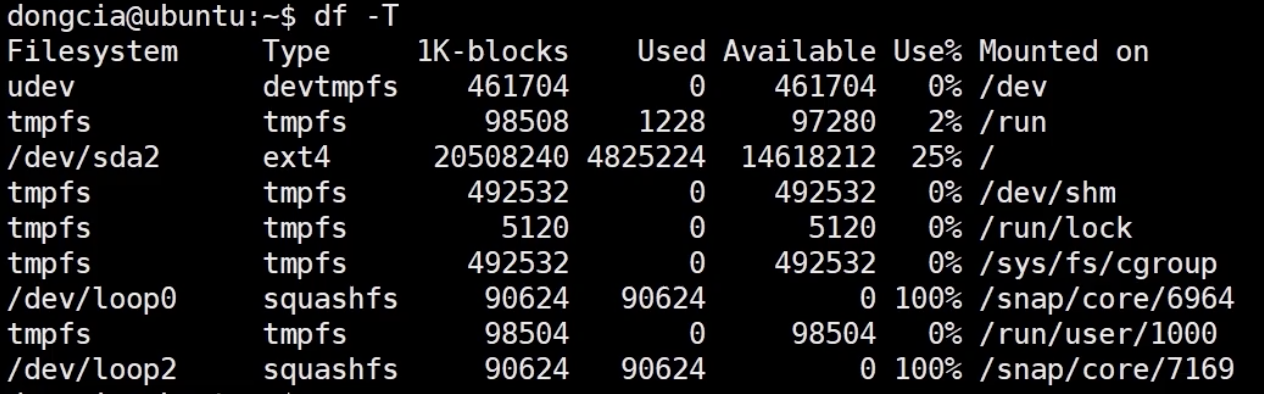 dongcia@ubuntu:~$ df -T
Filesystem     Type     1K-blocks    Used Available Use% Mounted on
udev           devtmpfs    461704       0    461704   0% /dev
tmpfs          tmpfs        98508    1228     97280   2% /run
/dev/sda2      ext4      20508240 4825224  14618212  25% /
tmpfs          tmpfs       492532       0    492532   0% /dev/shm
tmpfs          tmpfs         5120       0      5120   0% /run/lock
tmpfs          tmpfs       492532       0    492532   0% /sys/fs/cgroup
/dev/loop0     squashfs     90624   90624         0 100% /snap/core/6964
tmpfs          tmpfs        98504       0     98504   0% /run/user/1000
/dev/loop2     squashfs     90624   90624         0 100% /snap/core/7169